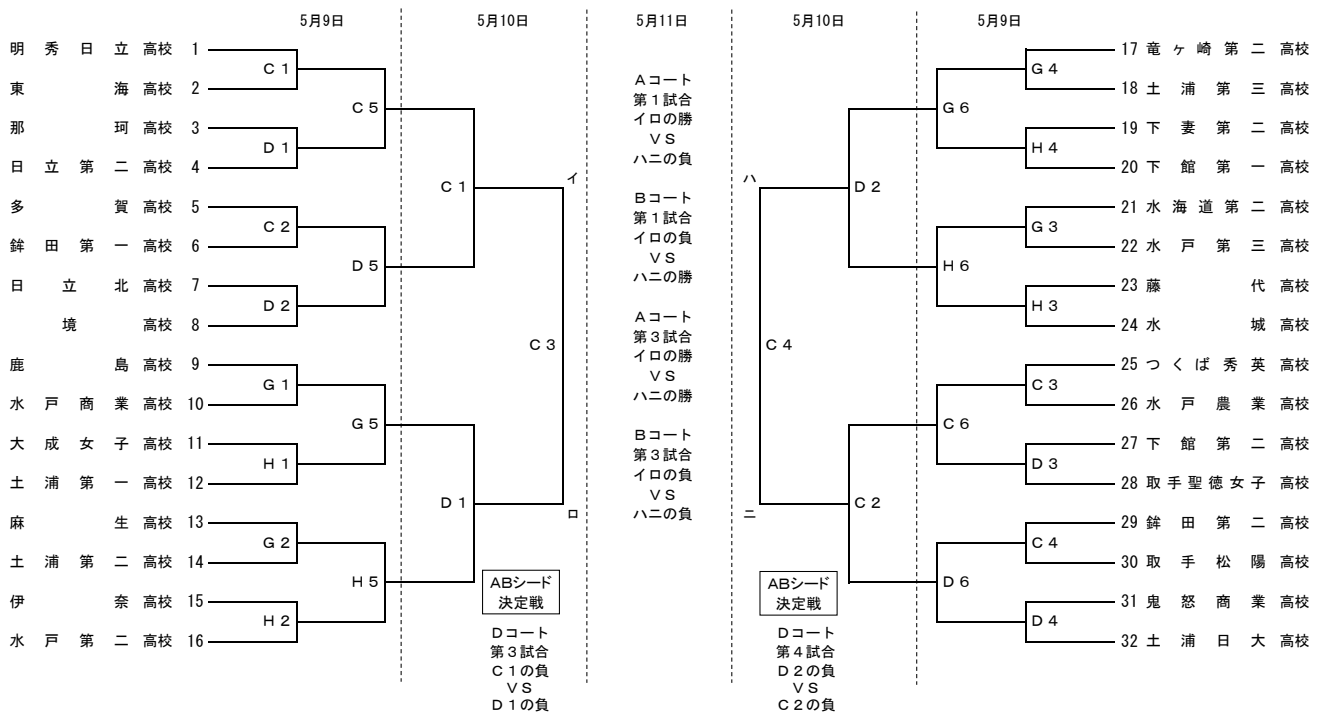 5月9日 5月10日 5月11日 5月10日 5月9日
明秀日立高校 1
C1
東海高校 2
C5
那珂高校 3
D1
日立第二高校 4
C1
多賀高校 5
C2
鉾田第一高校 6
D5
日立北高校 7
D2
境高校 8
C3
鹿島高校 9
G1
水戸商業高校 10
G5
大成女子高校 11
H1
土浦第一高校 12
D1
麻生高校 13
G2
土浦第二高校 14
H5
伊奈高校 15
H2
水戸第二高校 16
イ
ロ
ABシード
決定戦
Dコート
第3試合
C1の負
VS
D1の負
Aコート
第1試合
イロの勝
VS
ハニの負
Bコート
第1試合
イロの負
VS
ハニの勝
Aコート
第3試合
イロの勝
VS
ハニの勝
Bコート
第3試合
イロの負
VS
ハニの負
ハ
ニ
C4
ABシード
決定戦
Dコート
第4試合
D2の負
VS
C2の負
17 竜ヶ崎第二高校
G4
18 土浦第三高校
G6
19 下妻第二高校
H4
20 下館第一高校
D2
21 水海道第二高校
G3
22 水戸第三高校
H6
23 藤代高校
H3
24 水城高校
25 つくば秀英高校
C3
26 水戸農業高校
C6
27 下館第二高校
D3
28 取手聖徳女子高校
C2
29 鉾田第二高校
C4
30 取手松陽高校
D6
31 鬼怒商業高校
D4
32 土浦日大高校